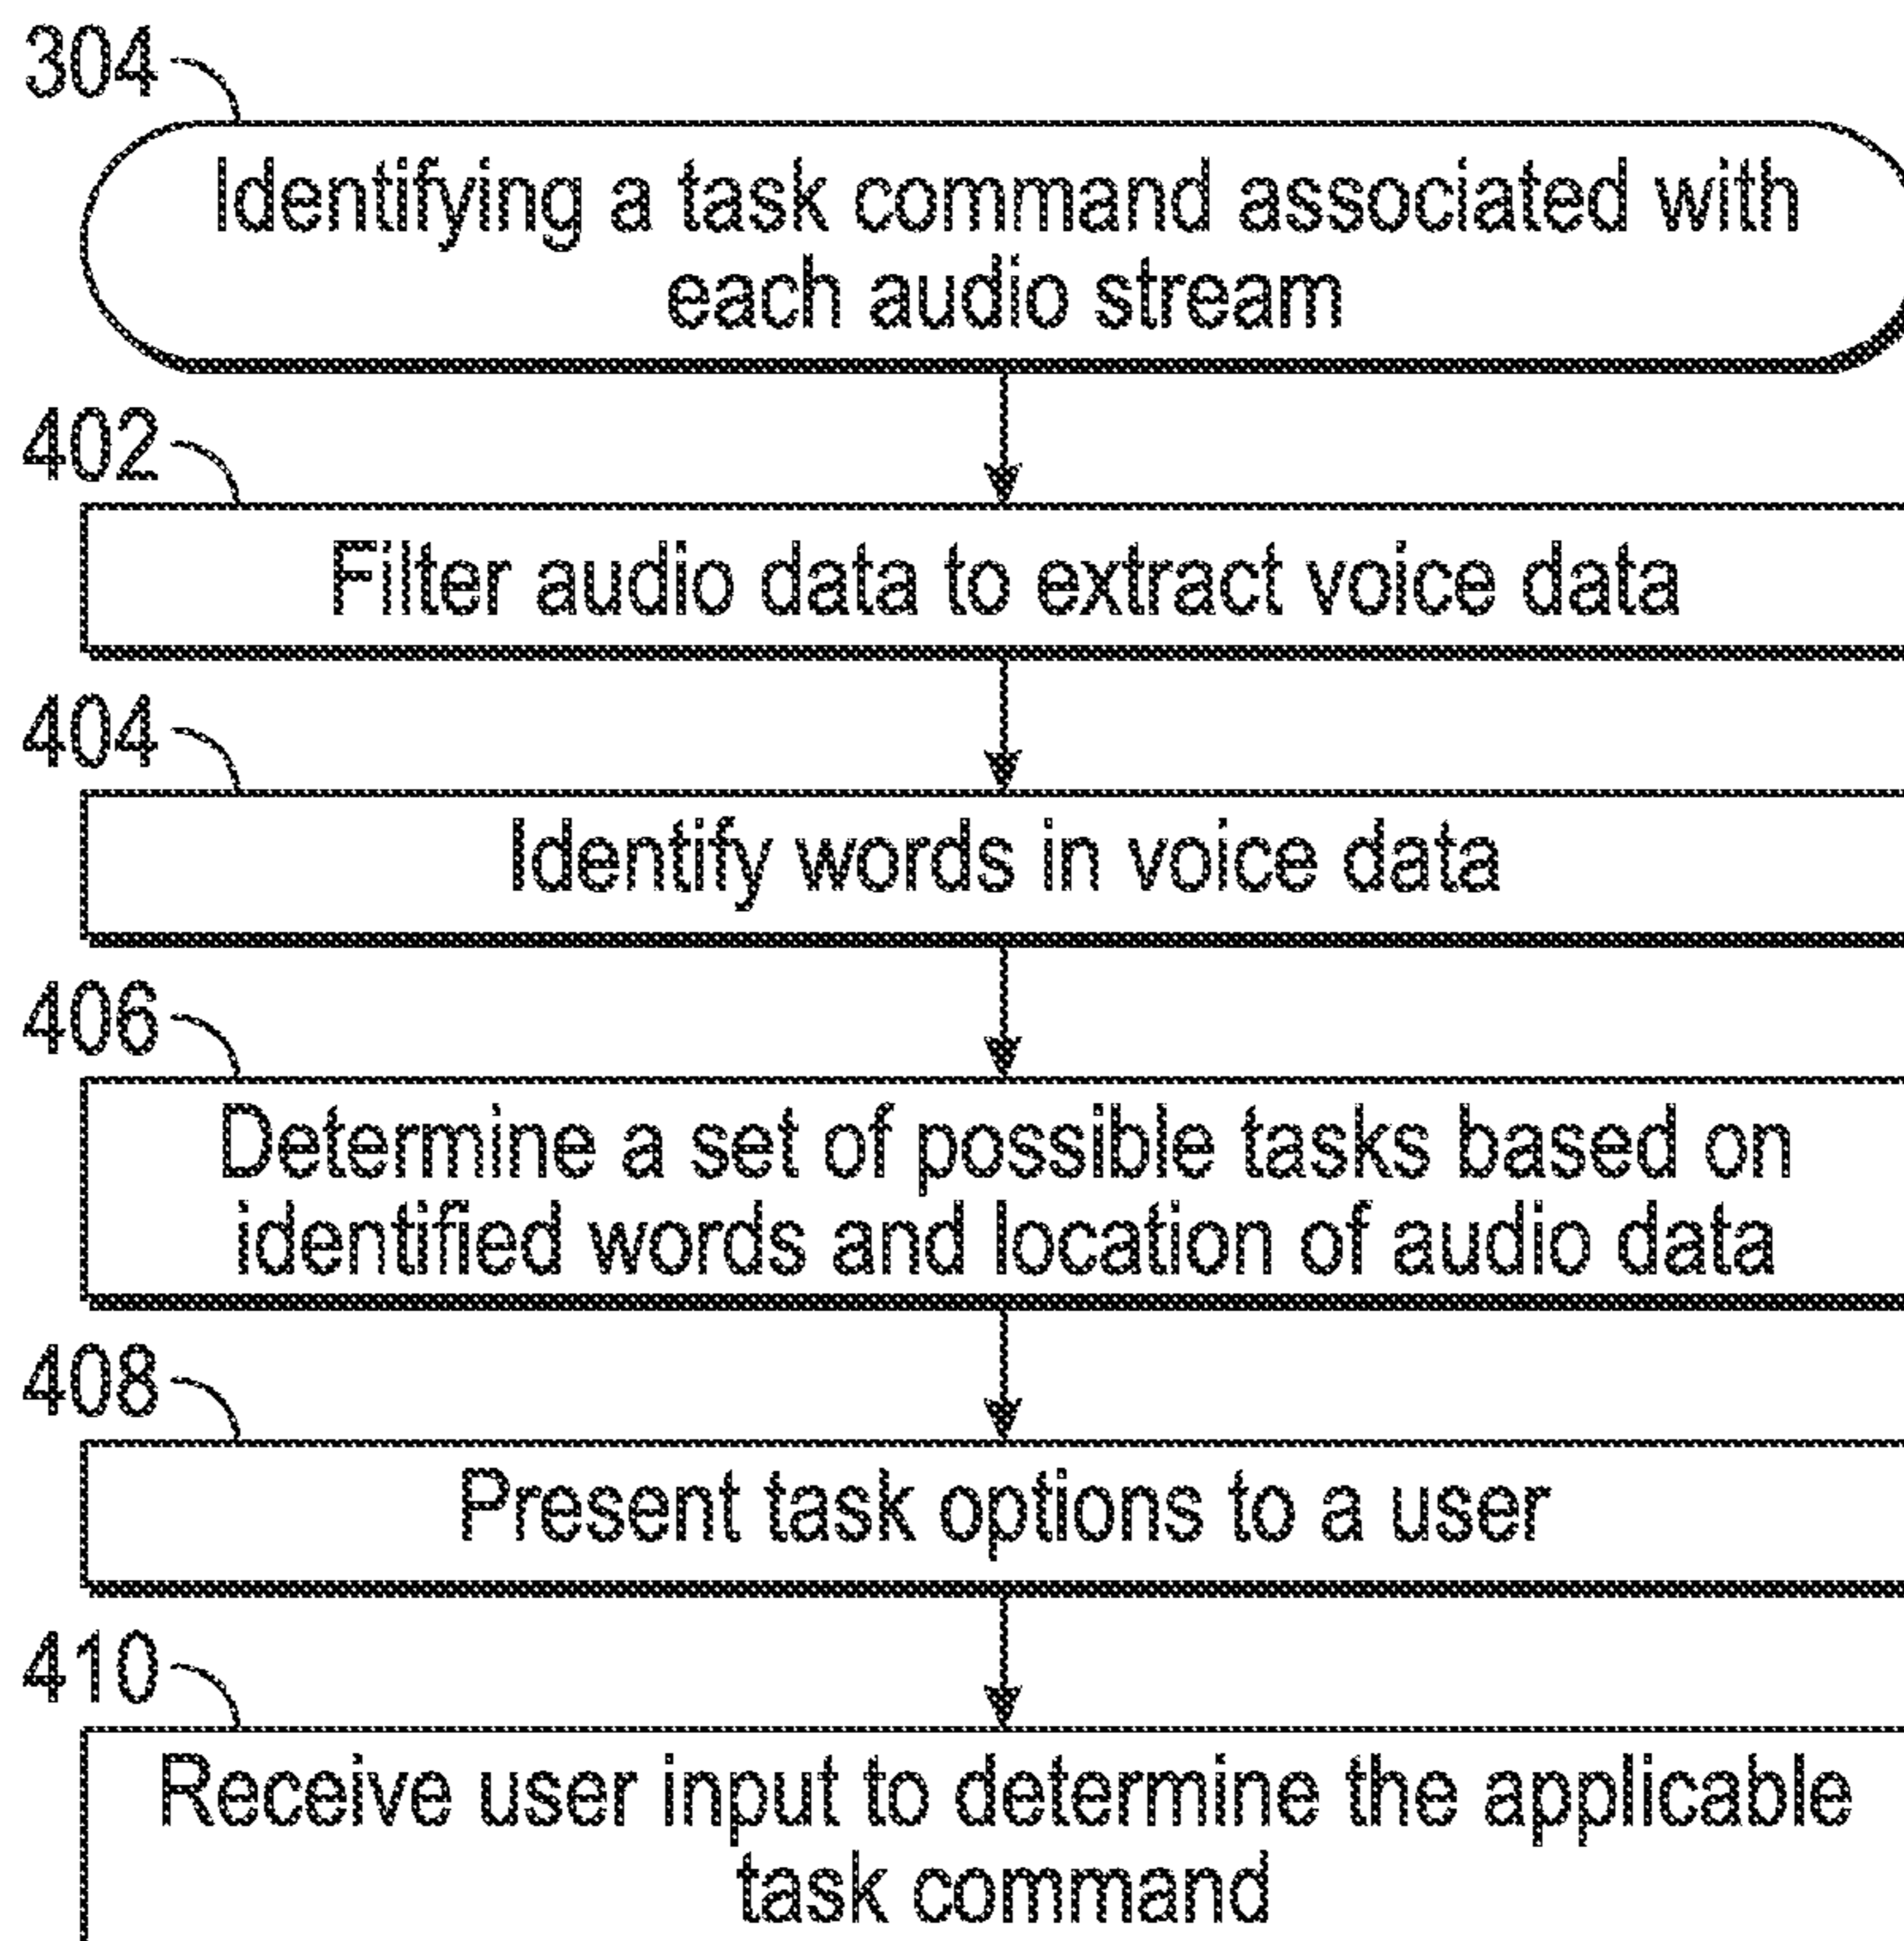 304
Identifying a task command associated with
each audio stream
402
Filter audio data to extract voice data
404
Identify words in voice data
406
Determine a set of possible tasks based on
identified words and location of audio data
408
Present task options to a user
410
Receive user input to determine the applicable
task command